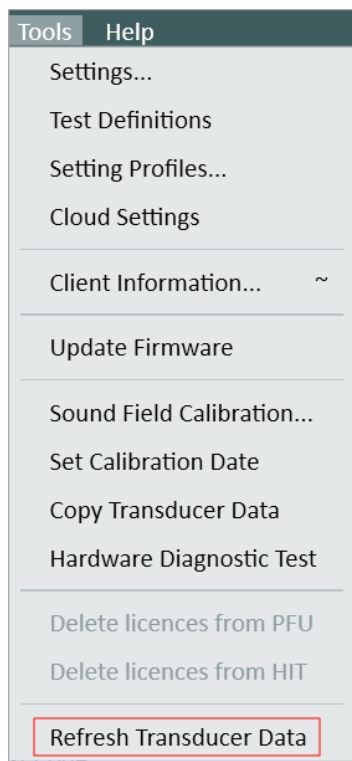 Tools Help
Settings...
Test Definitions
Setting Profiles...
Cloud Settings
Client Information... ~
Update Firmware
Sound Field Calibration...
Set Calibration Date
Copy Transducer Data
Hardware Diagnostic Test
Delete licences from PFU
Delete licences from HIT
Refresh Transducer Data